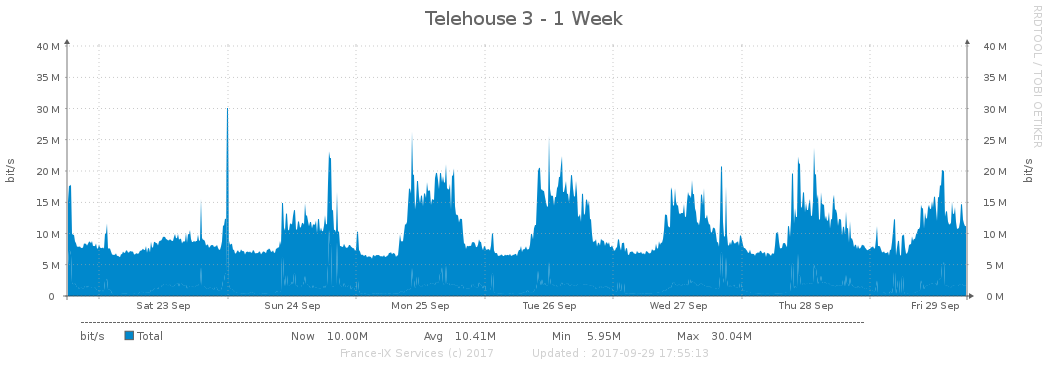 Telehouse 3 - 1 Week
RRDTOOL / TOBI OETIKER
bit/s
bit/s
40 M 40 M
35 M 35 M
30 M 30 M
25 M 25 M
20 M 20 M
15 M 15 M
10 M 10 M
5 M 5 M
0 0 M
Sat 23 Sep Sun 24 Sep Mon 25 Sep Tue 26 Sep Wed 27 Sep Thu 28 Sep Fri 29 Sep
bit/s Total Now 10.00M Avg 10.41M Min 5.95M Max 30.04M
France-IX Services (c) 2017 Updated : 2017-09-29 17:55:13